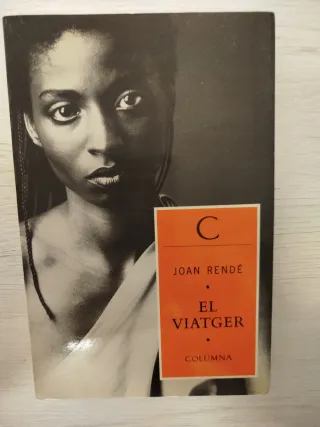 C
JOAN RENDÉ
EL
VIATGER
COLUMNA